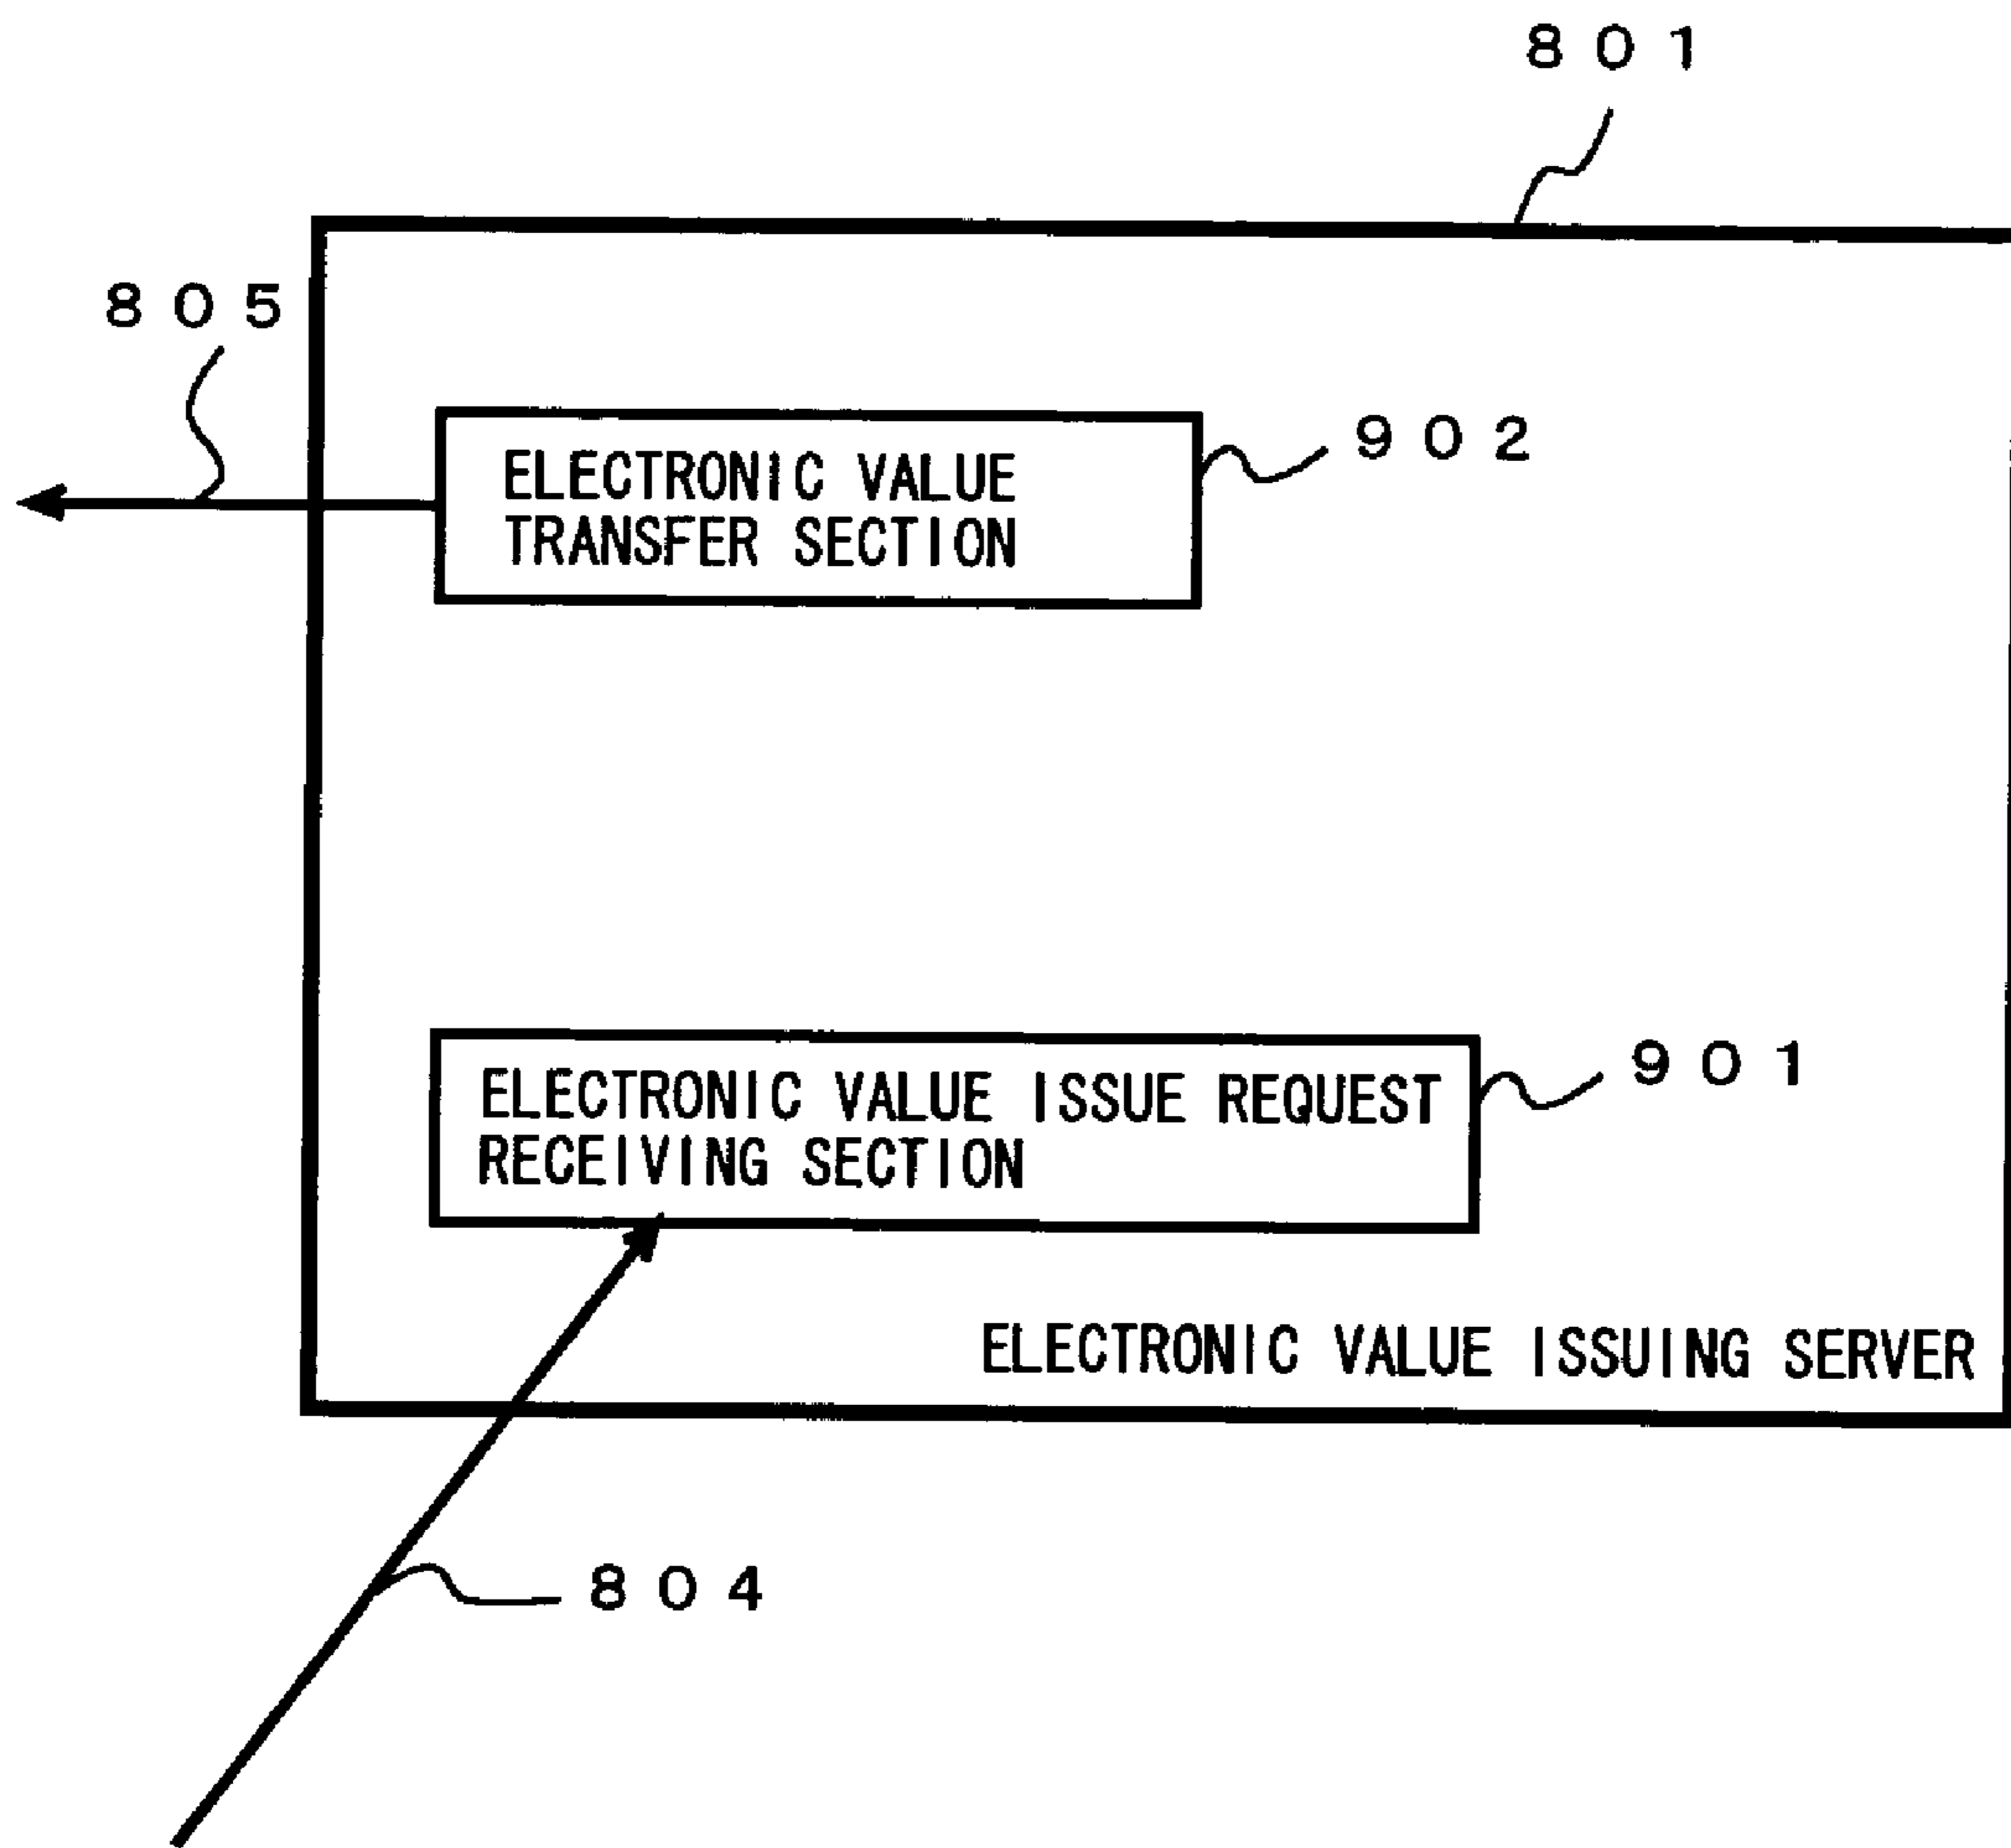 801
805
902
ELECTRONIC VALUE
TRANSFER SECTION
901
ELECTRONIC VALUE ISSUE REQUEST
RECEIVING SECTION
ELECTRONIC VALUE ISSUING SERVER
804